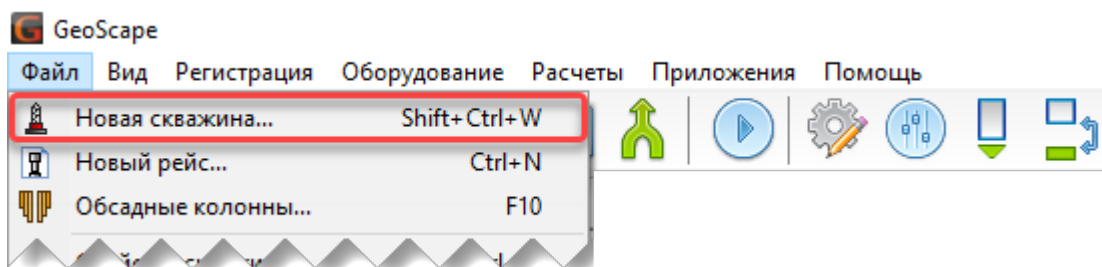 GeoScape
Файл Вид Регистрация Оборудование Расчеты Приложения Помощь
Новая скважина... Shift+Ctrl+W
Новый рейс... Ctrl+N
Обсадные колонны... F10